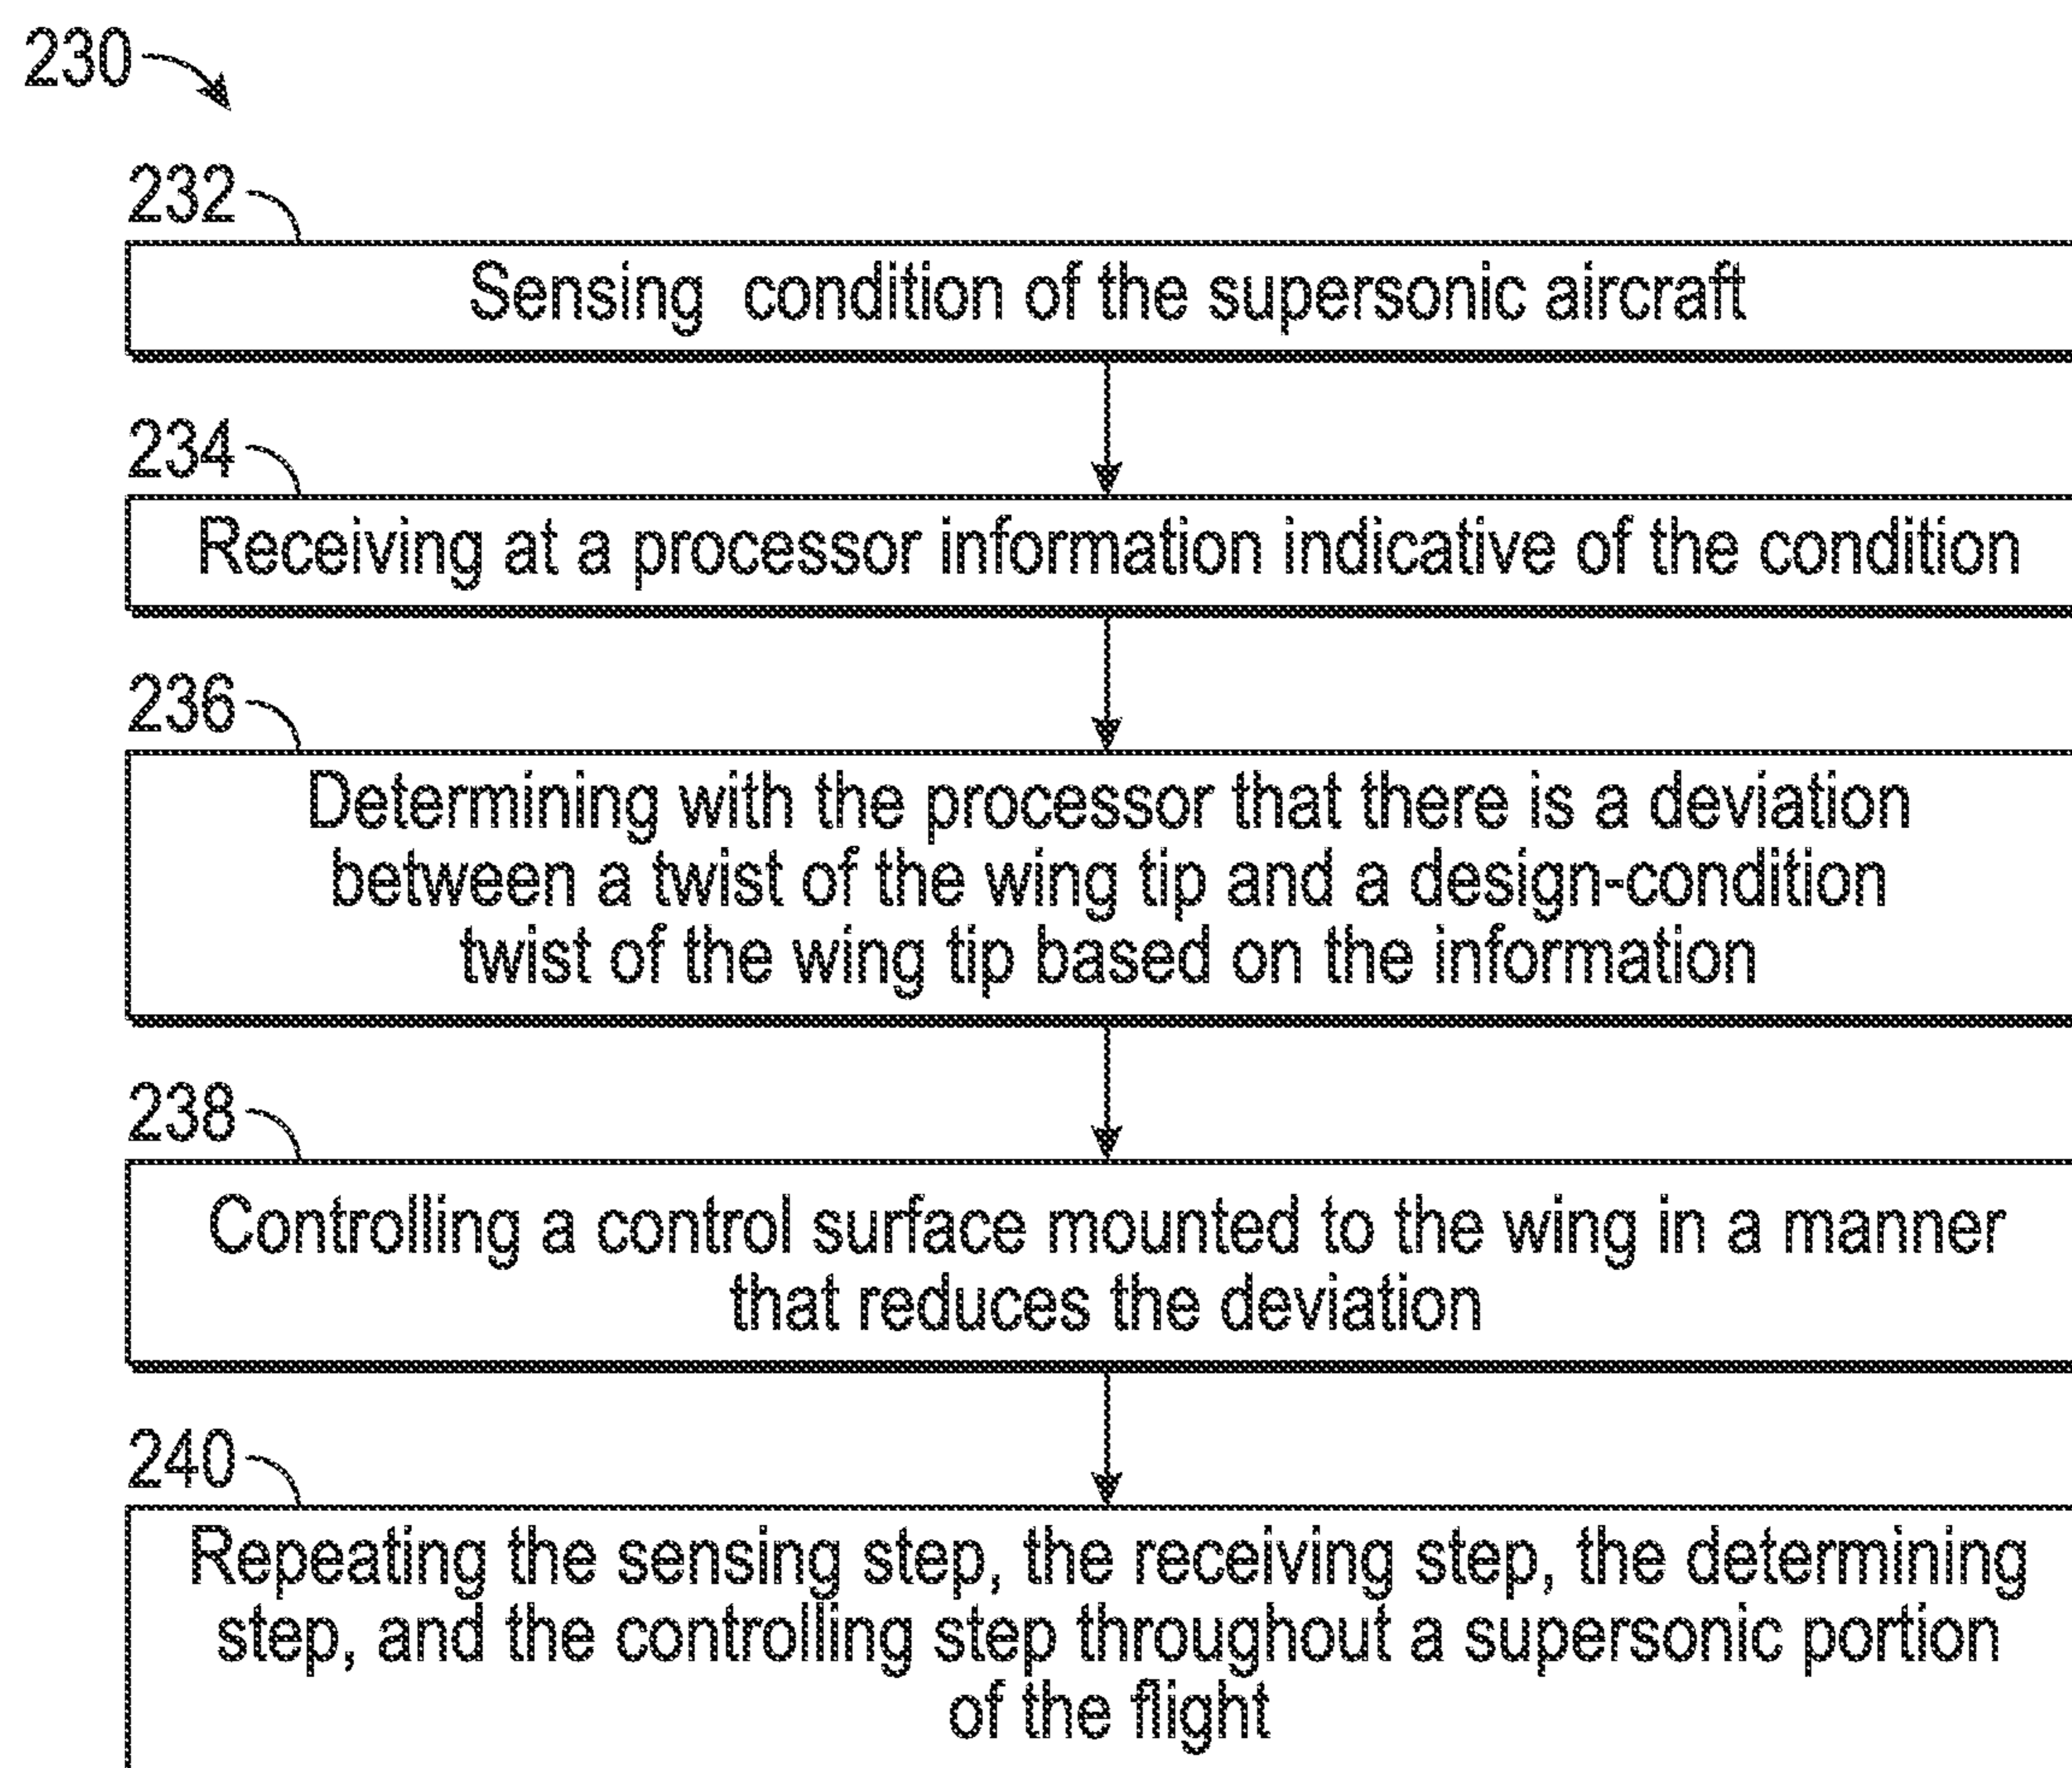 230
232
Sensing condition of the supersonic aircraft
234
Receiving at a processor information indicative of the condition
236
Determining with the processor that there is a deviation
between a twist of the wing tip and a design-condition
twist of the wing tip based on the information
238
Controlling a control surface mounted to the wing in a manner
that reduces the deviation
240
Repeating the sensing step, the receiving step, the determining
step, and the controlling step throughout a supersonic portion
of the flight